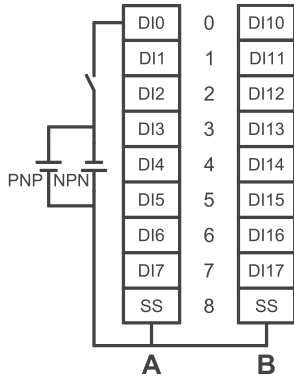 DI0 0 DI10
DI1 1 DI11
DI2 2 DI12
DI3 3 DI13
PNP NPN DI4 4 DI14
DI5 5 DI15
DI6 6 DI16
DI7 7 DI17
SS 8 SS
A B